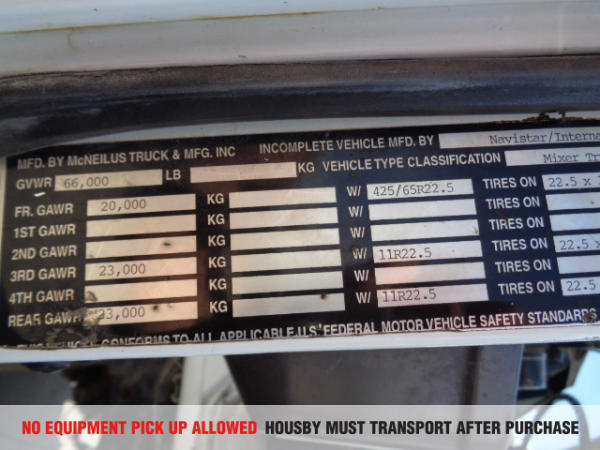 MFD. BY McNEILUS TRUCK & MFG. INC INCOMPLETE VEHICLE MFD. BY Navistar/Interna
GVWR 66,000 LB KG VEHICLE TYPE CLASSIFICATION Mixer Tr
FR. GAWR 20,000 KG W/ 425/65R22.5 TIRES ON 22.5 x
1ST GAWR KG W/ TIRES ON
2ND GAWR KG W/ 11R22.5 TIRES ON 22.5 x
3RD GAWR 23,000 KG W/ TIRES ON
4TH GAWR KG W/ 11R22.5 TIRES ON 22.5
REAR GAWR 23,000
CONFORMS TO ALL APPLICABLE U.S. FEDERAL MOTOR VEHICLE SAFETY STANDARDS
NO EQUIPMENT PICK UP ALLOWED HOUSBY MUST TRANSPORT AFTER PURCHASE